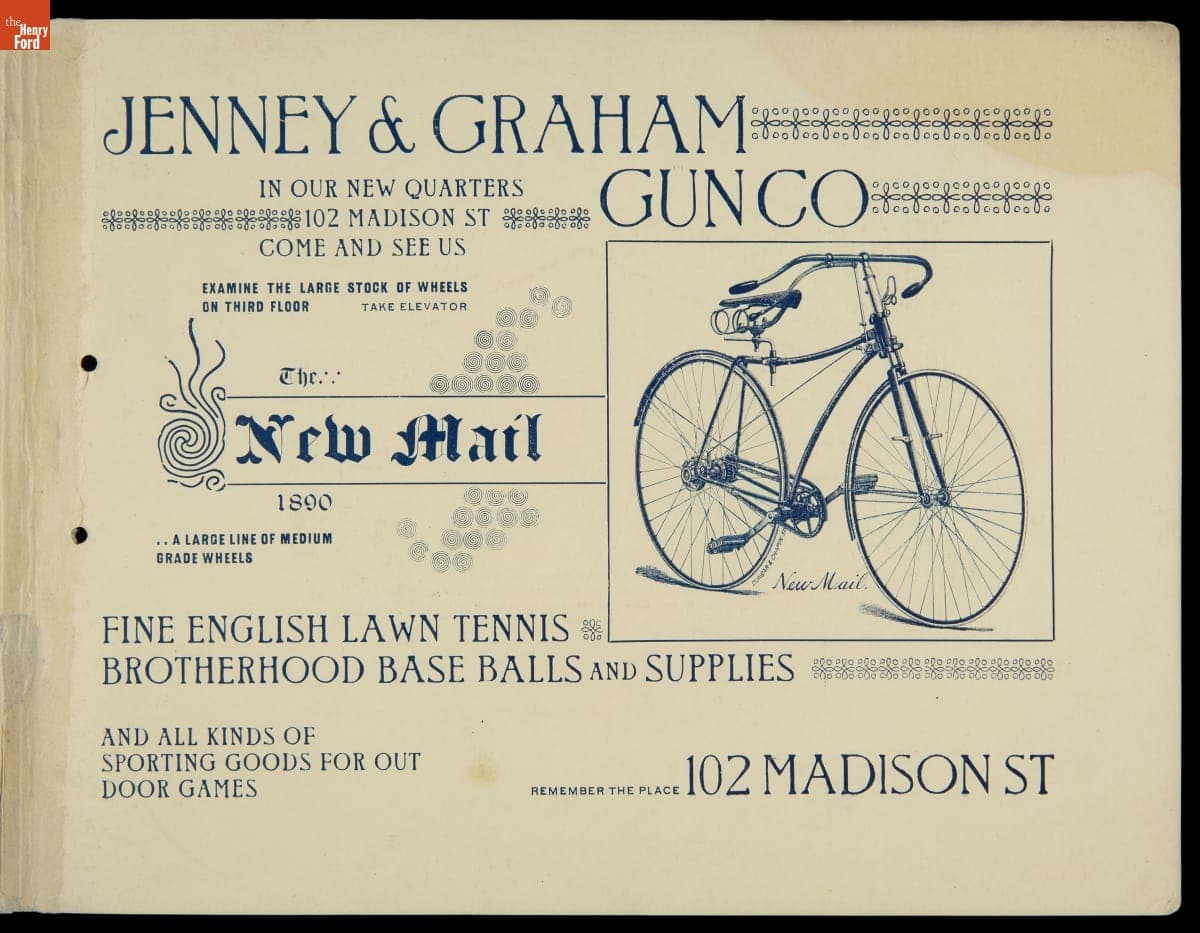 the
Henry
Ford
JENNEY & GRAHAM
GUN CO
IN OUR NEW QUARTERS
102 MADISON ST
COME AND SEE US
EXAMINE THE LARGE STOCK OF WHEELS
ON THIRD FLOOR TAKE ELEVATOR
The∴
New Mail
1890
..A LARGE LINE OF MEDIUM
GRADE WHEELS
New Mail.
FINE ENGLISH LAWN TENNIS
BROTHERHOOD BASE BALLS AND SUPPLIES
AND ALL KINDS OF
SPORTING GOODS FOR OUT
DOOR GAMES
REMEMBER THE PLACE 102 MADISON ST